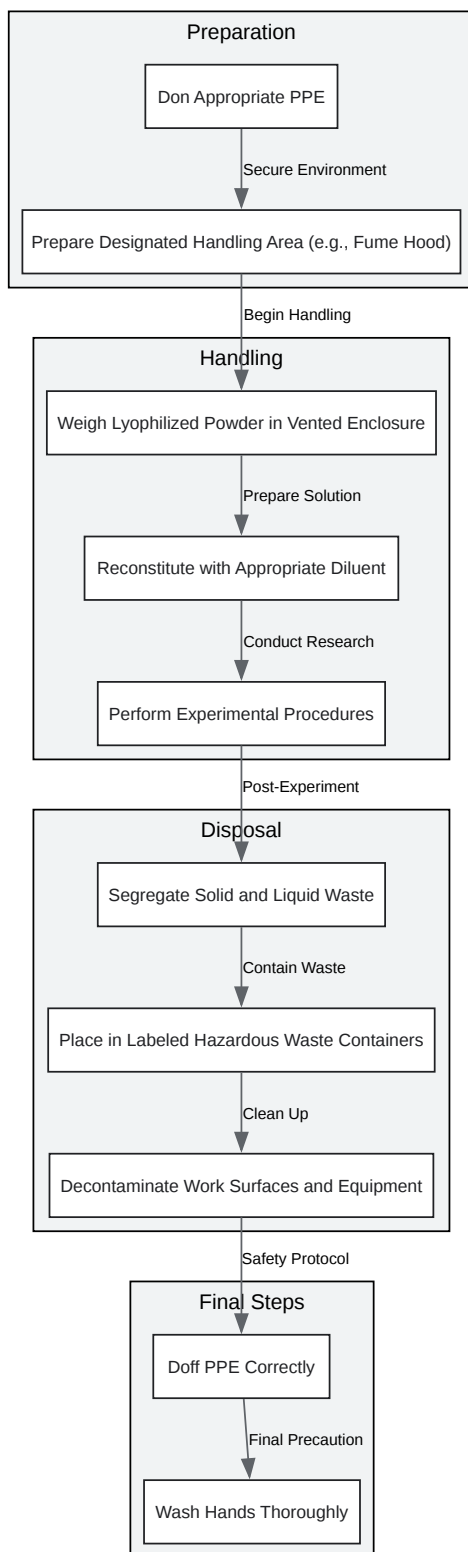 Preparation
Don Appropriate PPE
Secure Environment
Prepare Designated Handling Area (e.g., Fume Hood)
Begin Handling
Handling
Weigh Lyophilized Powder in Vented Enclosure
Prepare Solution
Reconstitute with Appropriate Diluent
Conduct Research
Perform Experimental Procedures
Post-Experiment
Disposal
Segregate Solid and Liquid Waste
Contain Waste
Place in Labeled Hazardous Waste Containers
Clean Up
Decontaminate Work Surfaces and Equipment
Safety Protocol
Final Steps
Doff PPE Correctly
Final Precaution
Wash Hands Thoroughly